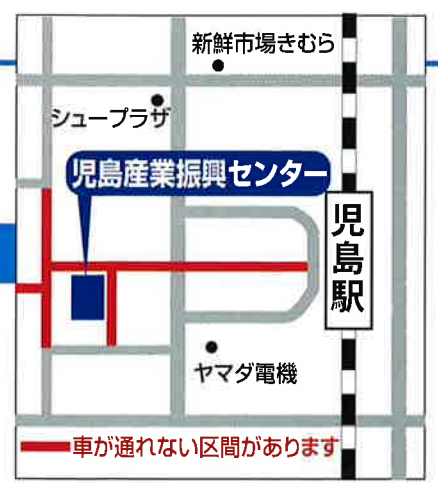 新鮮市場きむら
シュープラザ
児島産業振興センター
児島駅
ヤマダ電機
車が通れない区間があります